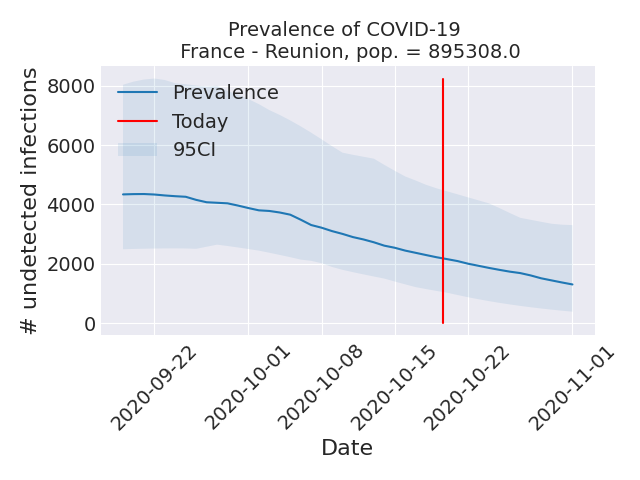 Prevalence of COVID-19
France - Reunion, pop. = 895308.0
# undetected infections
8000
6000
4000
2000
0
Prevalence
Today
95CI
2020-09-22
2020-10-01
2020-10-08
2020-10-15
2020-10-22
2020-11-01
Date